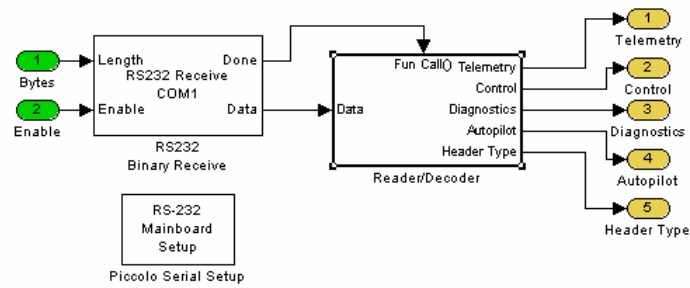 1
Bytes
2
Enable
Length
Done
RS232 Receive
COM1
Enable
Data
RS232
Binary Receive
RS-232
Mainboard
Setup
Piccolo Serial Setup
Fun Call()
Telemetry
Control
Data
Diagnostics
Autopilot
Header Type
Reader/Decoder
1
Telemetry
2
Control
3
Diagnostics
4
Autopilot
5
Header Type